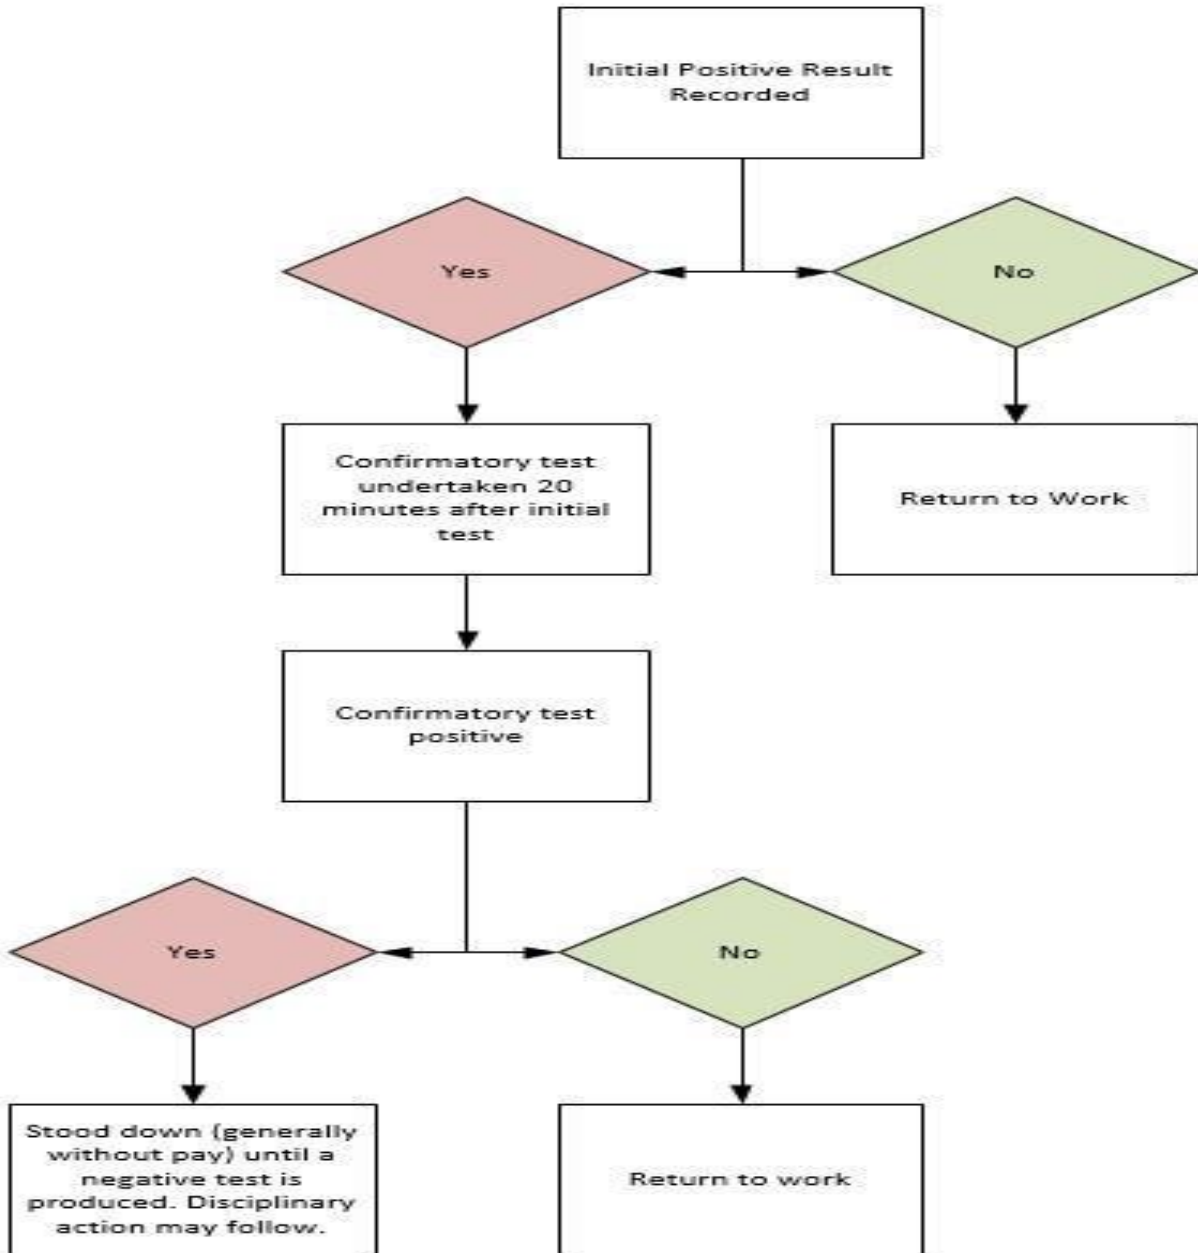 Initial Positive Result
Recorded
Yes
No
Confirmatory test
undertaken 20
minutes after initial
test
Return to Work
Confirmatory test
positive
Yes
No
Stood down (generally
without pay) until a
negative test is
produced. Disciplinary
action may follow.
Return to work